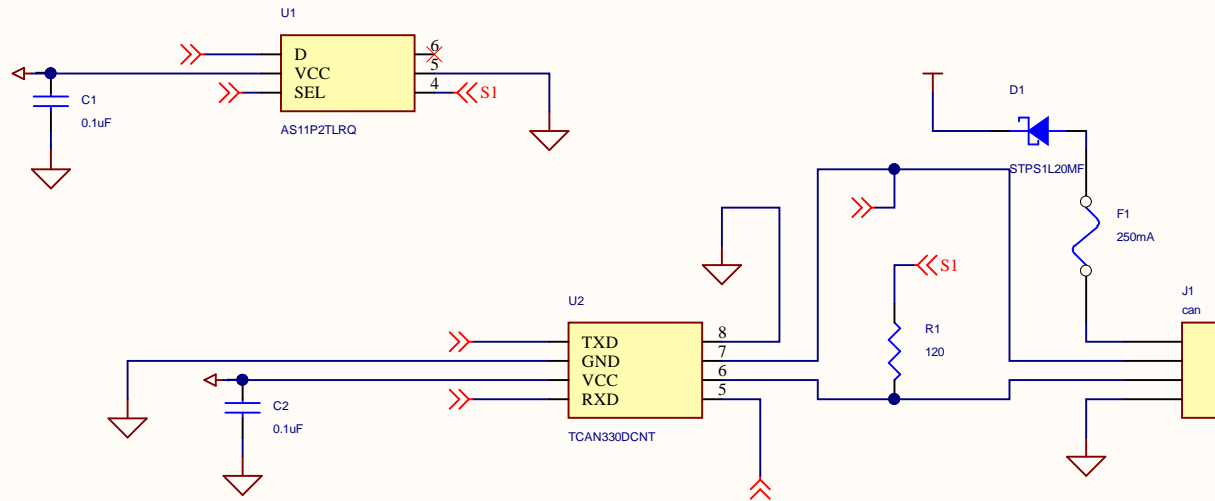 U1
D
VCC
SEL
6
5
4
S1
AS11P2TLRQ
C1
0.1uF
D1
STPS1L20MF
F1
250mA
S1
R1
120
J1
can
U2
TXD
GND
VCC
RXD
8
7
6
5
TCAN330DCNT
C2
0.1uF